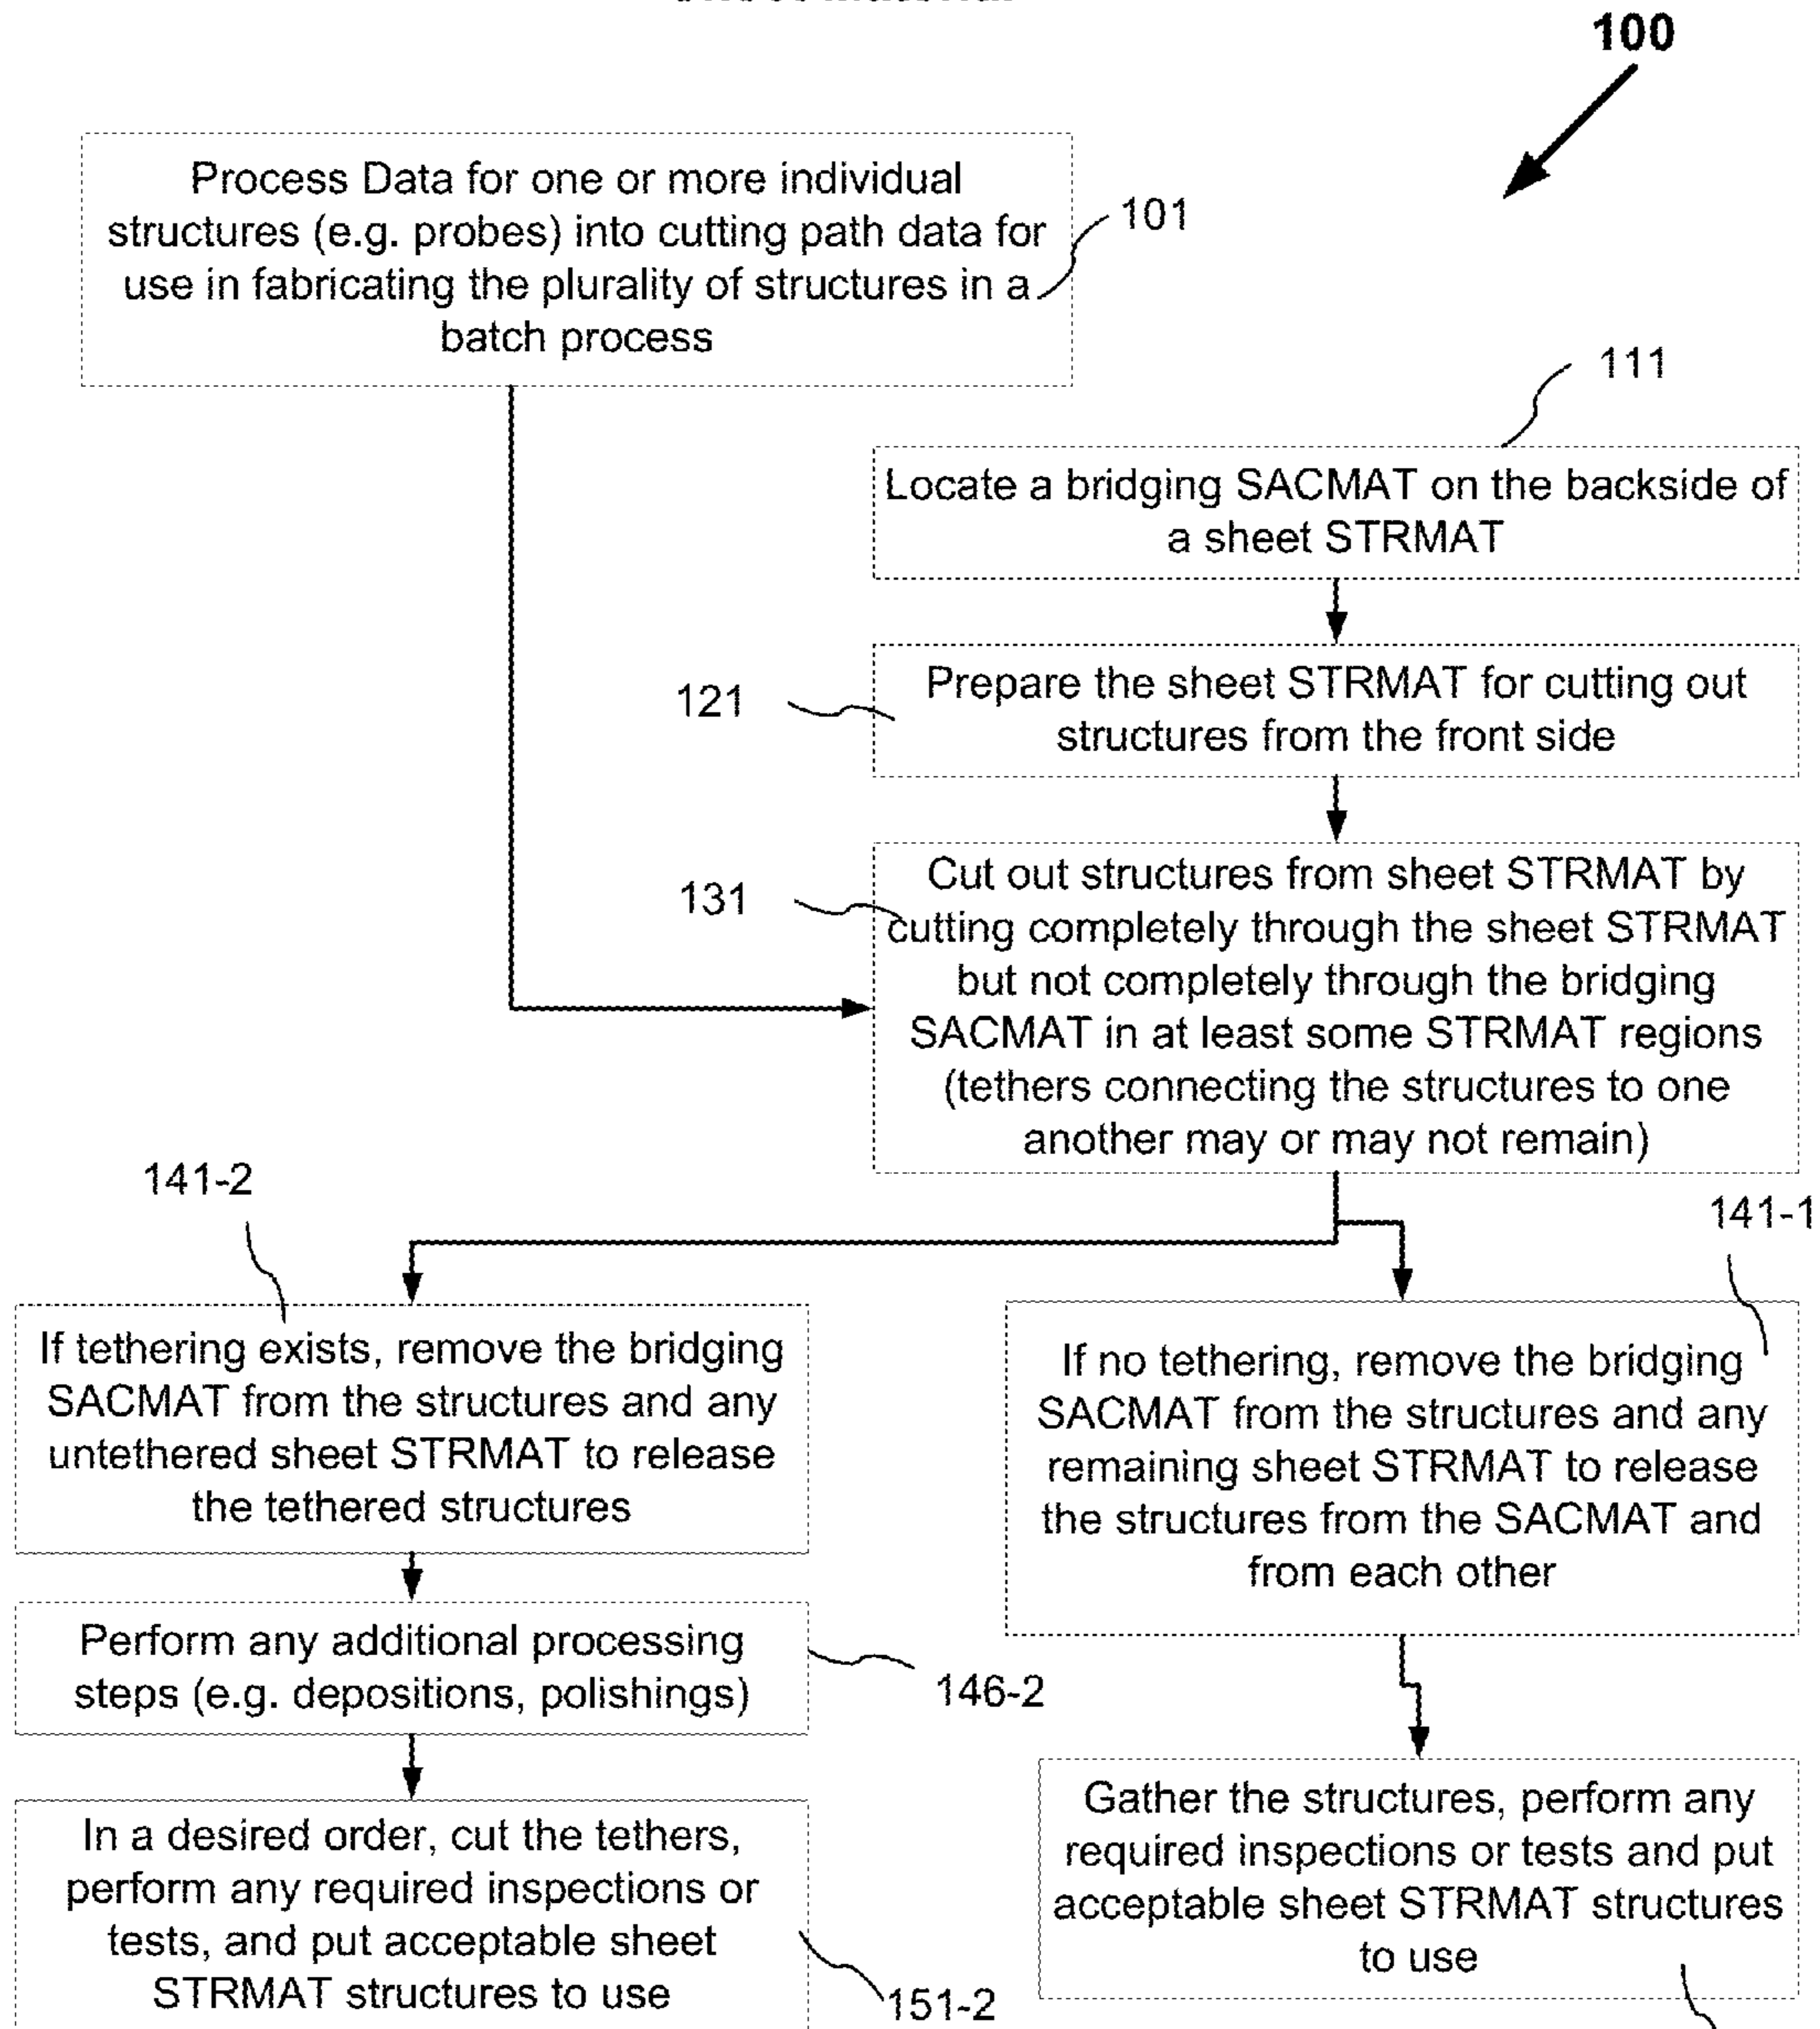 100
Process Data for one or more individual
structures (e.g. probes) into cutting path data for
use in fabricating the plurality of structures in a
batch process
101
111
Locate a bridging SACMAT on the backside of
a sheet STRMAT
121
Prepare the sheet STRMAT for cutting out
structures from the front side
131
Cut out structures from sheet STRMAT by
cutting completely through the sheet STRMAT
but not completely through the bridging
SACMAT in at least some STRMAT regions
(tethers connecting the structures to one
another may or may not remain)
141-2
141-1
If tethering exists, remove the bridging
SACMAT from the structures and any
untethered sheet STRMAT to release
the tethered structures
If no tethering, remove the bridging
SACMAT from the structures and any
remaining sheet STRMAT to release
the structures from the SACMAT and
from each other
Perform any additional processing
steps (e.g. depositions, polishings)
146-2
In a desired order, cut the tethers,
perform any required inspections or
tests, and put acceptable sheet
STRMAT structures to use
151-2
Gather the structures, perform any
required inspections or tests and put
acceptable sheet STRMAT structures
to use